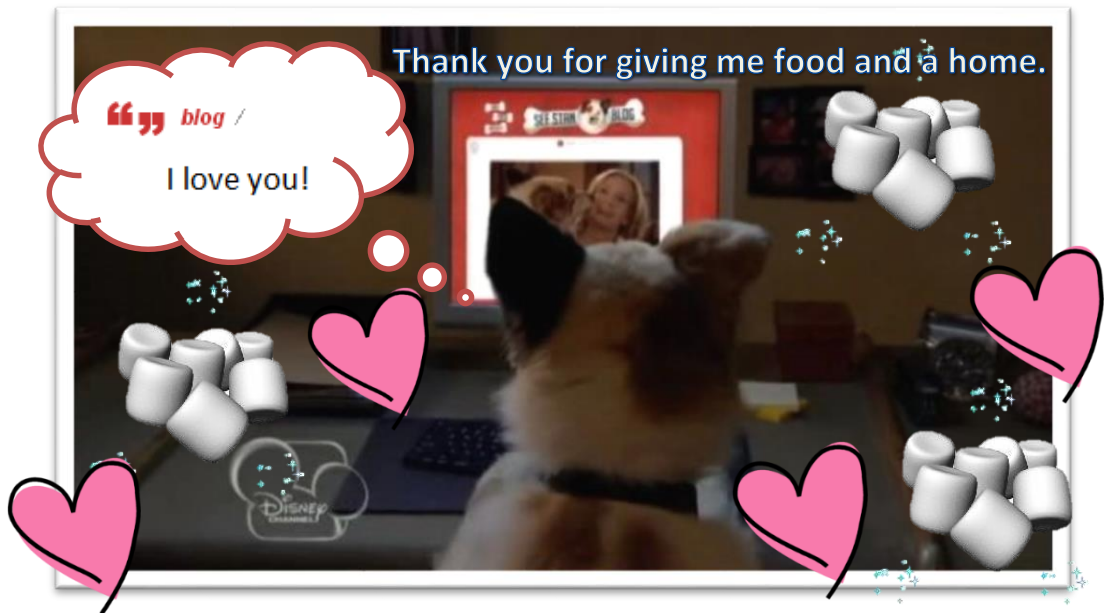 Thank you for giving me food and a home.
blog /
I love you!
SEE STAN BLOG
DISNEY
CHANNEL